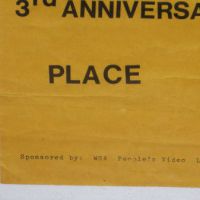 3rd ANNIVERSA
PLACE
Sponsored by: WSA People's Video L